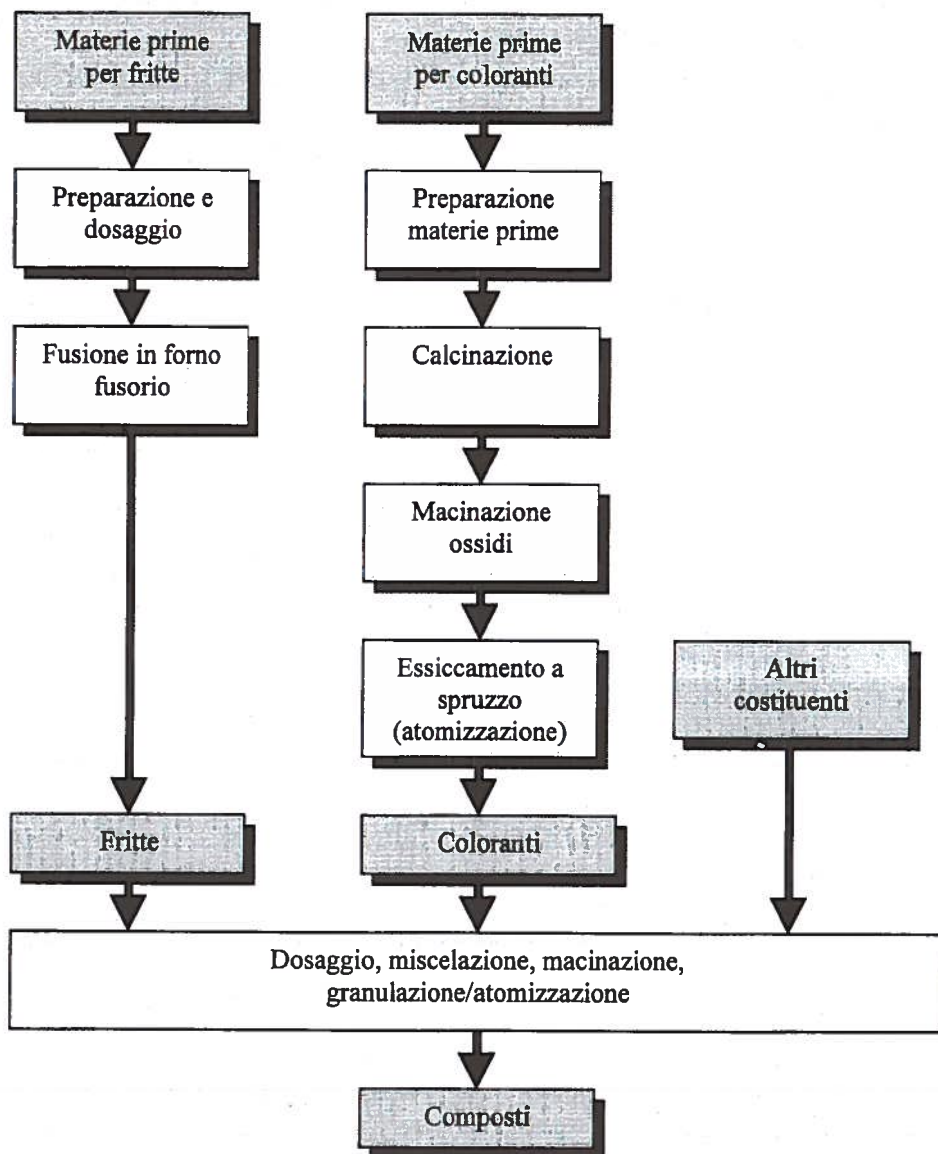 Materie prime
per fritte
Materie prime
per coloranti
Preparazione e
dosaggio
Preparazione
materie prime
Fusione in forno
fusorio
Calcinazione
Macinazione
ossidi
Essiccamento a
spruzzo
(atomizzazione)
Altri
costituenti
Fritte
Coloranti
Dosaggio, miscelazione, macinazione,
granulazione/atomizzazione
Composti